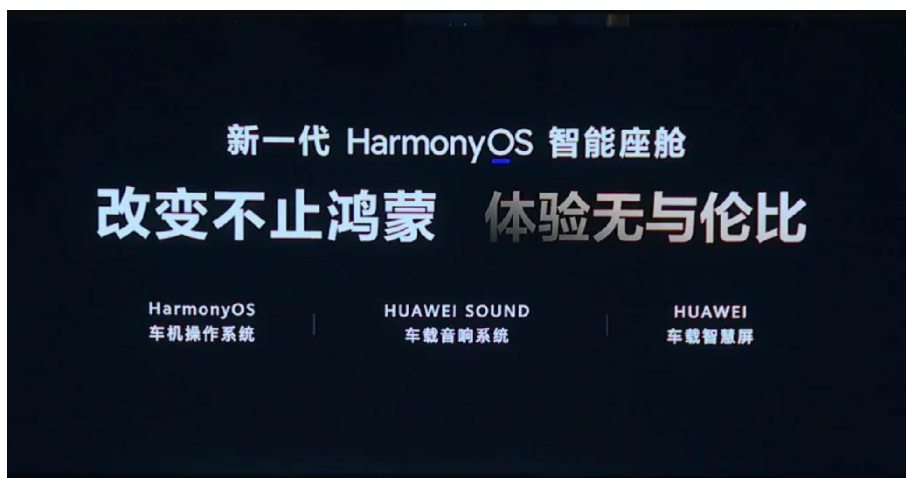 新一代 HarmonyOS 智能座舱
改变不止鸿蒙 体验无与伦比
HarmonyOS
车机操作系统
HUAWEI SOUND
车载音响系统
HUAWEI
车载智慧屏